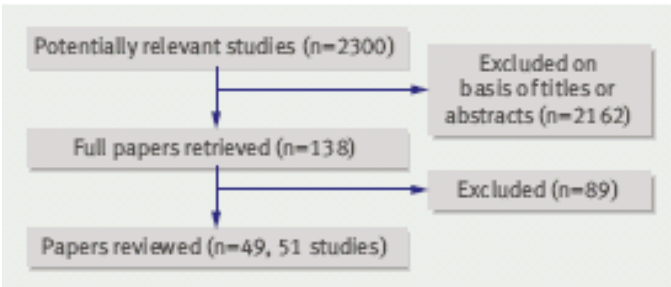 Potentially relevant studies (n=2300)
Excluded on
basis of titles or
abstracts (n=2162)
Full papers retrieved (n=138)
Excluded (n=89)
Papers reviewed (n=49, 51 studies)